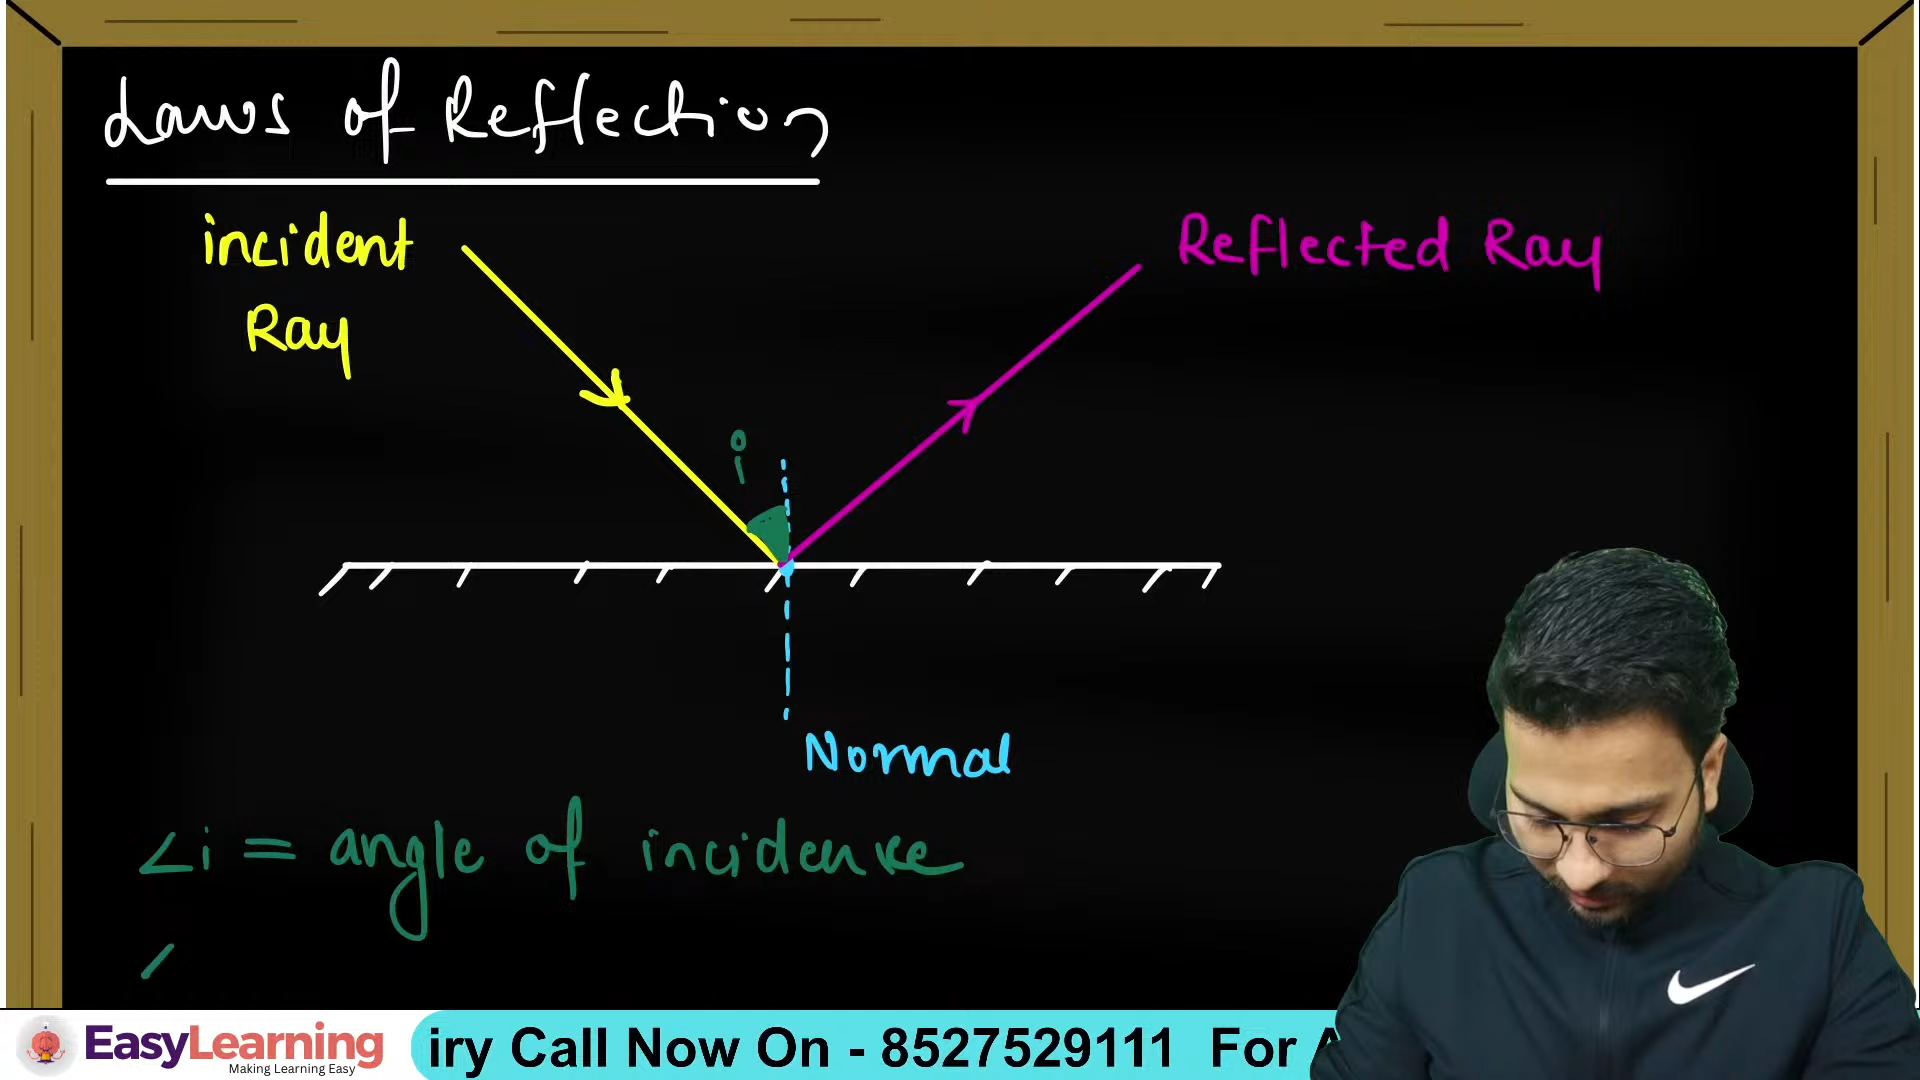 Laws of Reflection
incident
Ray
Reflected Ray
i
Normal
∠i = angle of incidence
EasyLearning
Making Learning Easy
iry Call Now On - 8527529111 For A